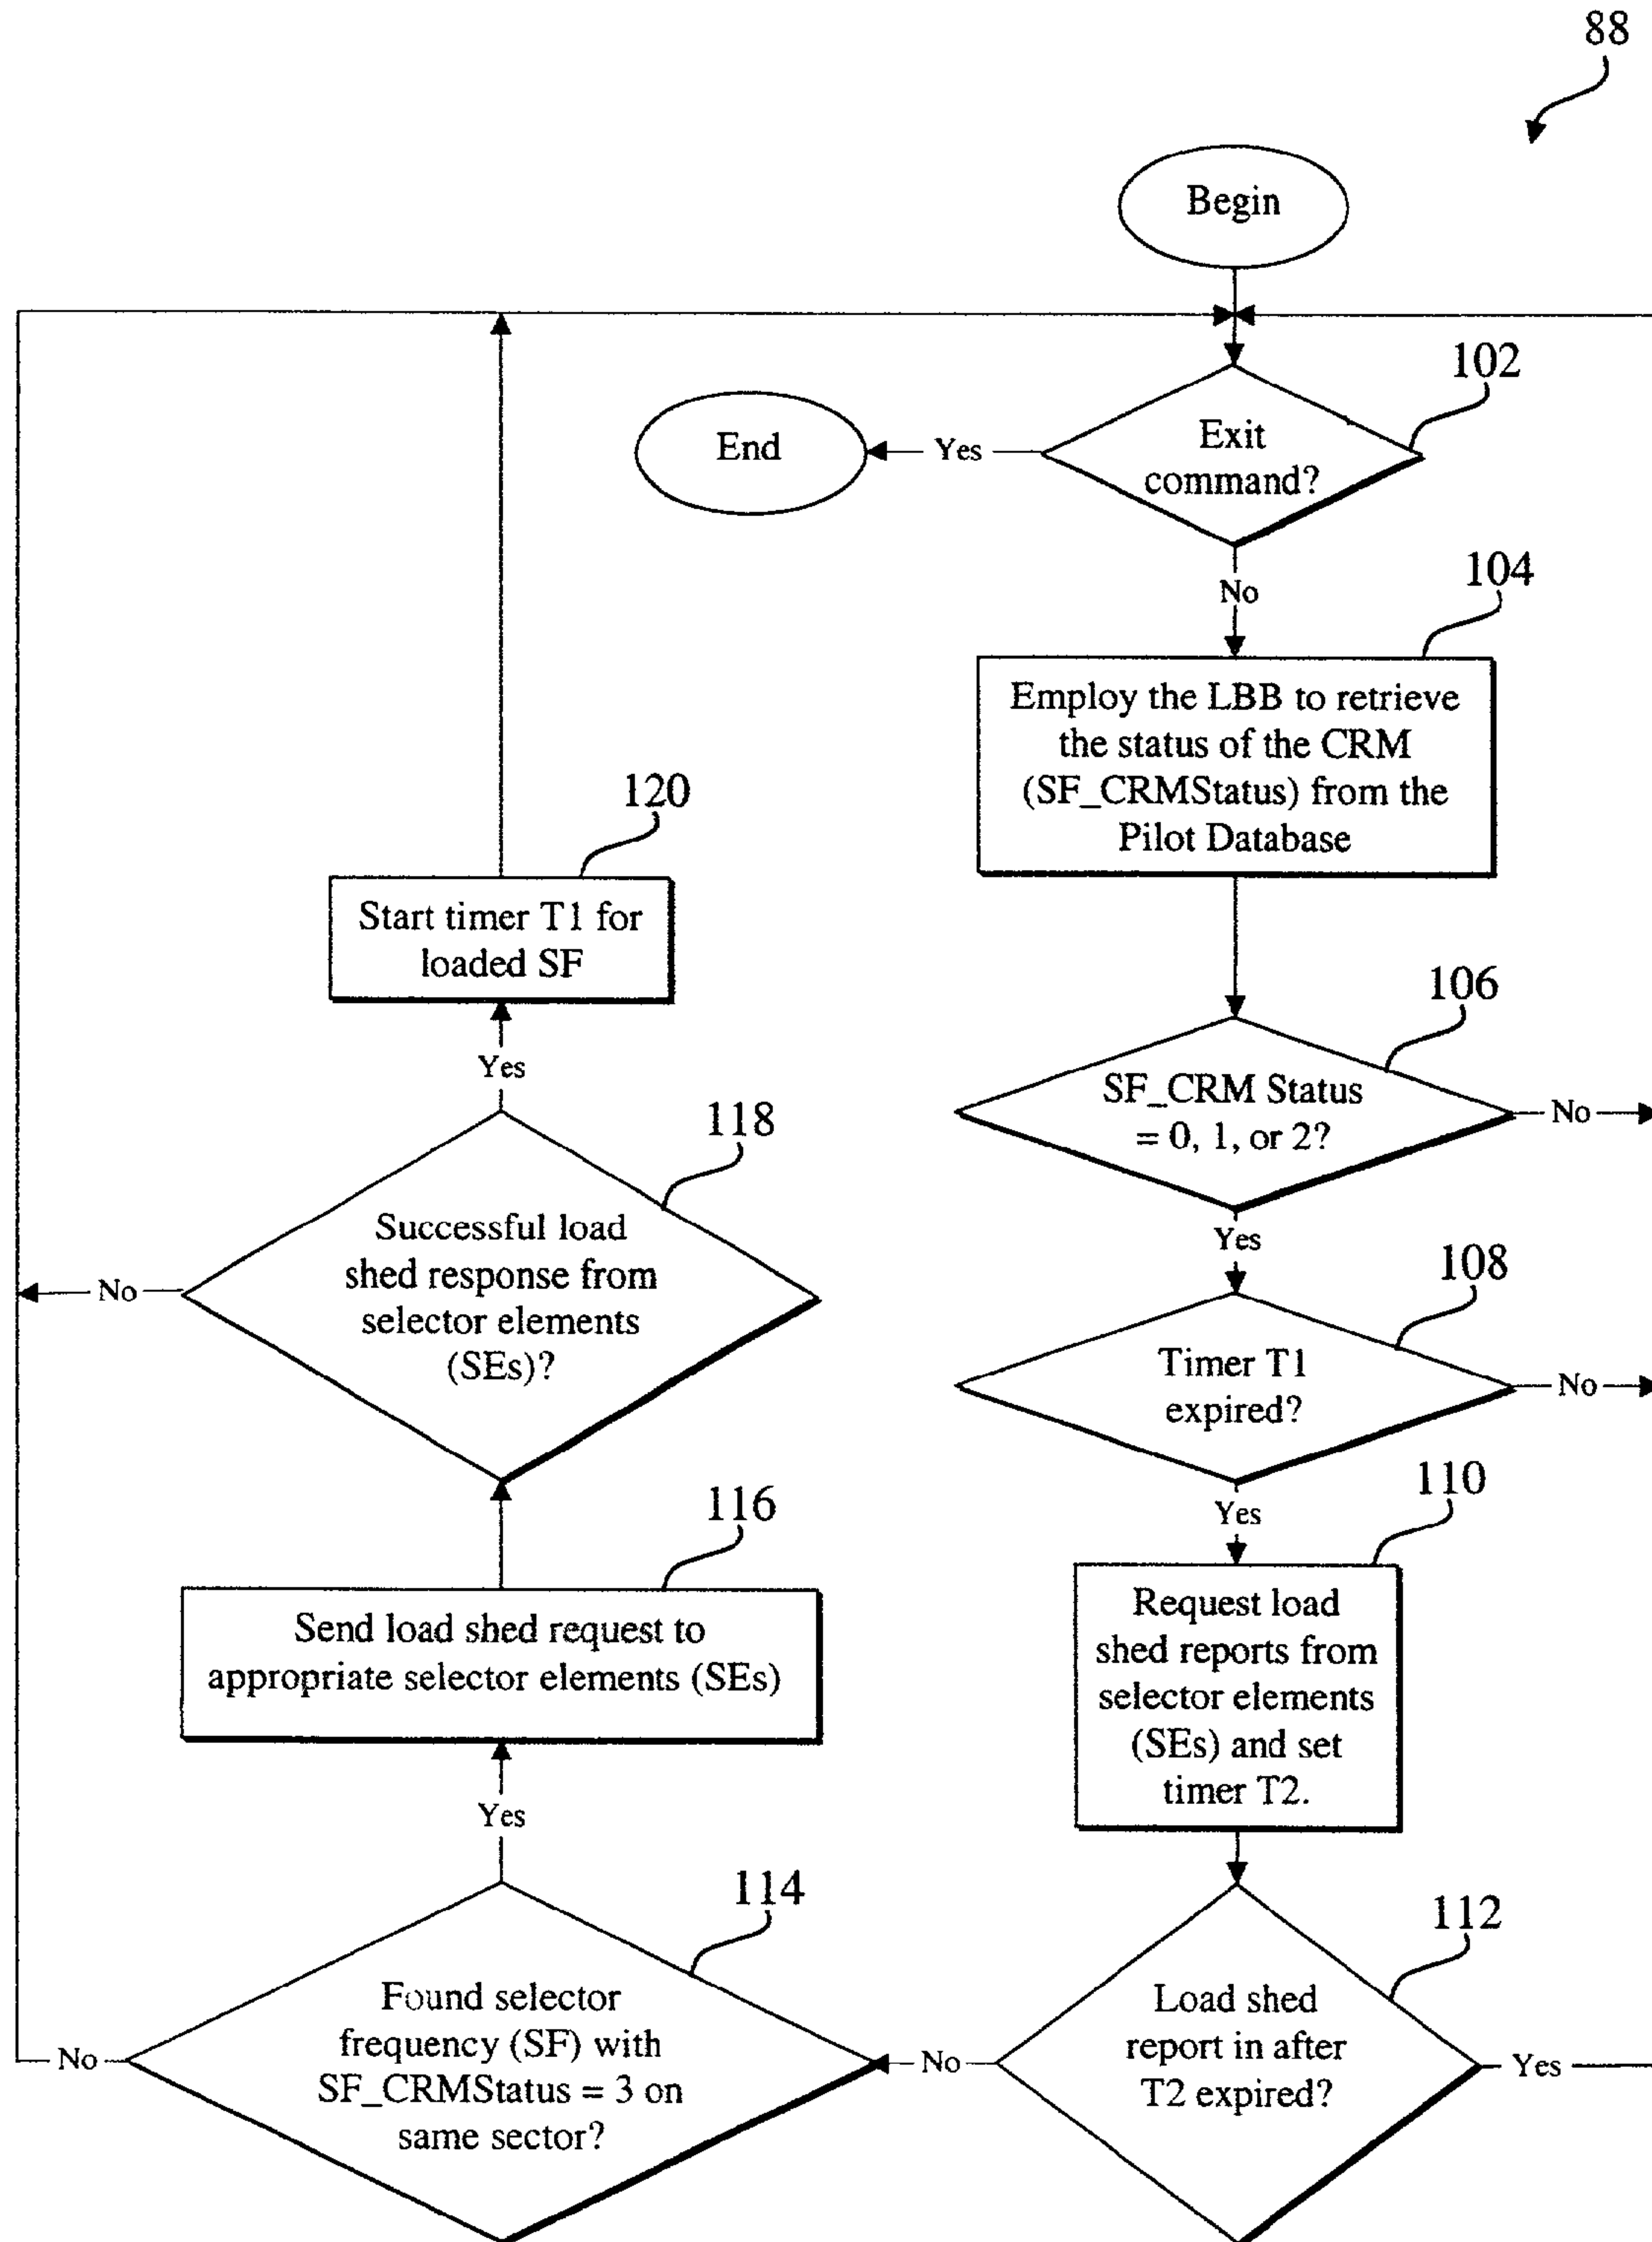 88
Begin
102
Exit
command?
Yes
End
No
104
Employ the LBB to retrieve
the status of the CRM
(SF_CRMStatus) from the
Pilot Database
106
SF_CRM Status
= 0, 1, or 2?
No
Yes
108
Timer T1
expired?
No
Yes
110
Request load
shed reports from
selector elements
(SEs) and set
timer T2.
112
Load shed
report in after
T2 expired?
Yes
No
114
Found selector
frequency (SF) with
SF_CRMStatus = 3 on
same sector?
No
Yes
116
Send load shed request to
appropriate selector elements (SEs)
118
Successful load
shed response from
selector elements
(SEs)?
No
Yes
120
Start timer T1 for
loaded SF